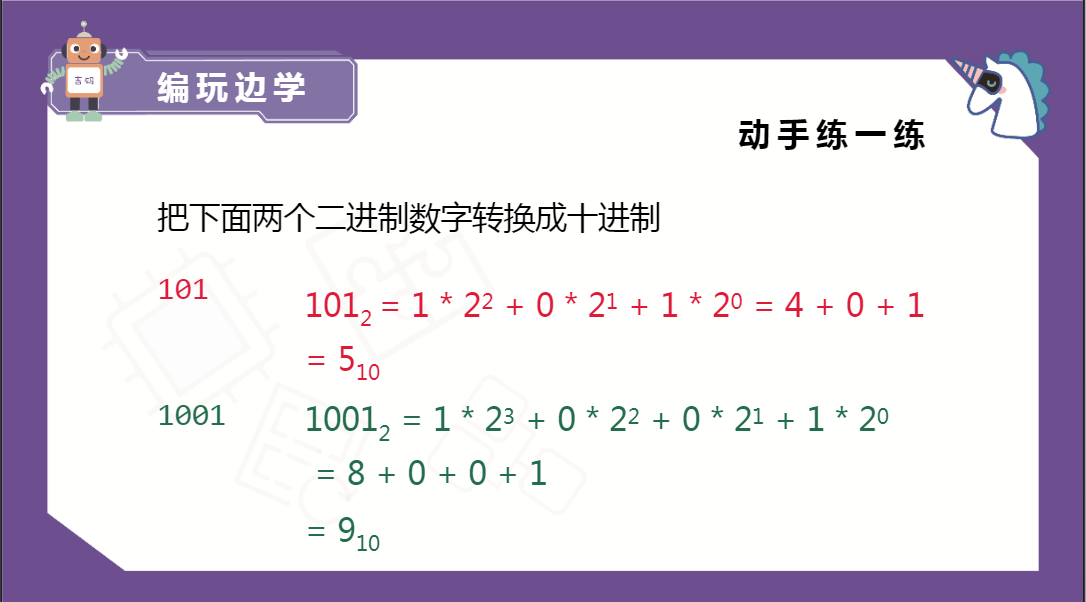 吉码
编玩边学
动手练一练
把下面两个二进制数字转换成十进制
101
101₂ = 1 * 2² + 0 * 2¹ + 1 * 2⁰ = 4 + 0 + 1
= 5₁₀
1001
1001₂ = 1 * 2³ + 0 * 2² + 0 * 2¹ + 1 * 2⁰
= 8 + 0 + 0 + 1
= 9₁₀